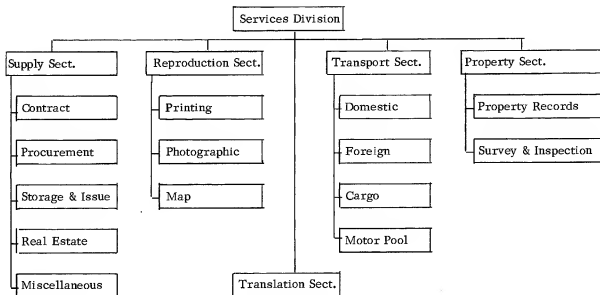 Services Division
Supply Sect.
Reproduction Sect.
Transport Sect.
Property Sect.
Contract
Printing
Domestic
Property Records
Procurement
Photographic
Foreign
Survey & Inspection
Storage & Issue
Map
Cargo
Real Estate
Motor Pool
Miscellaneous
Translation Sect.